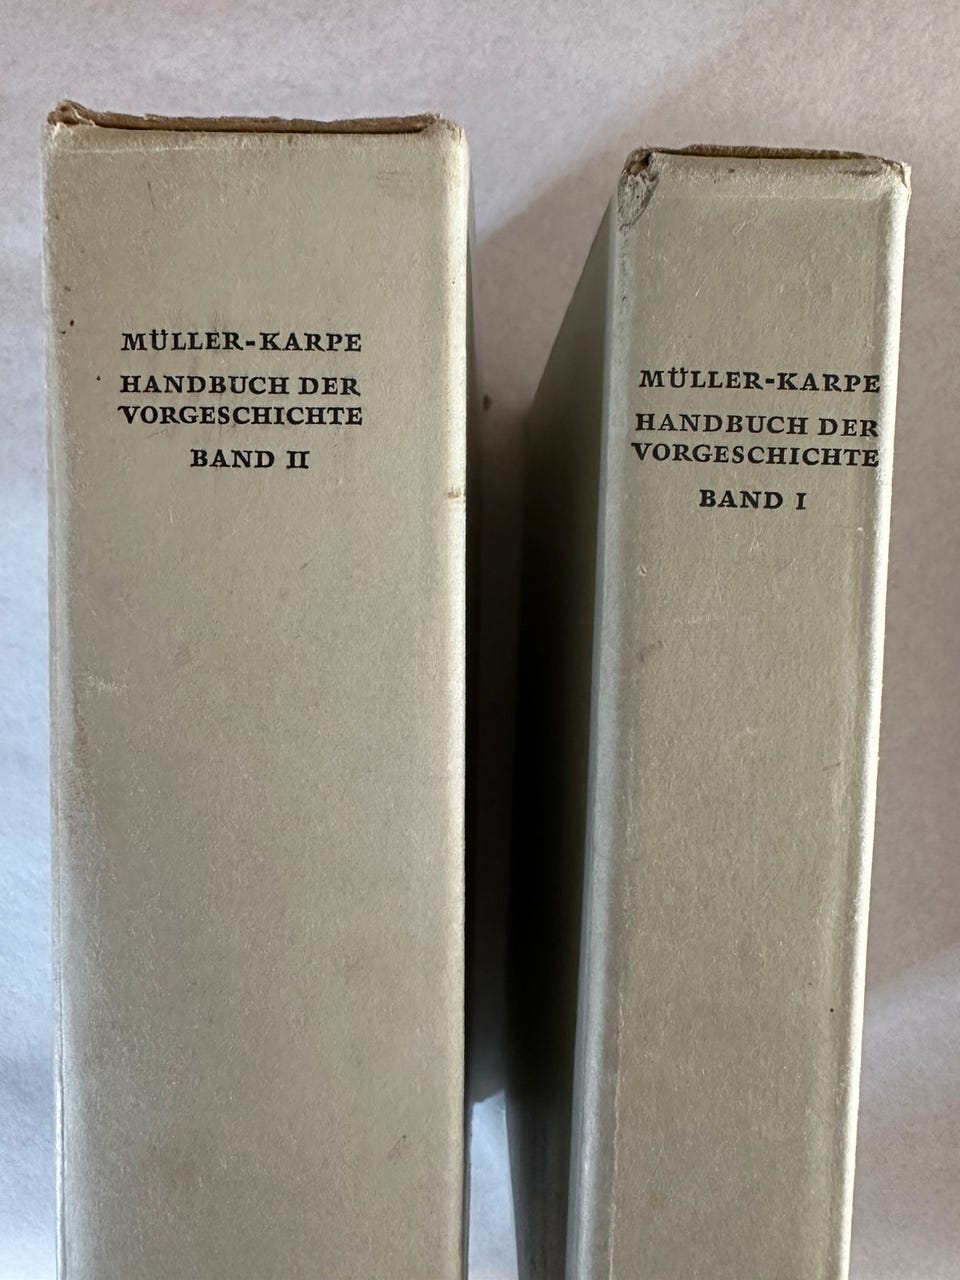 MÜLLER-KARPE
HANDBUCH DER
VORGESCHICHTE
BAND II
MÜLLER-KARPE
HANDBUCH DER
VORGESCHICHTE
BAND I